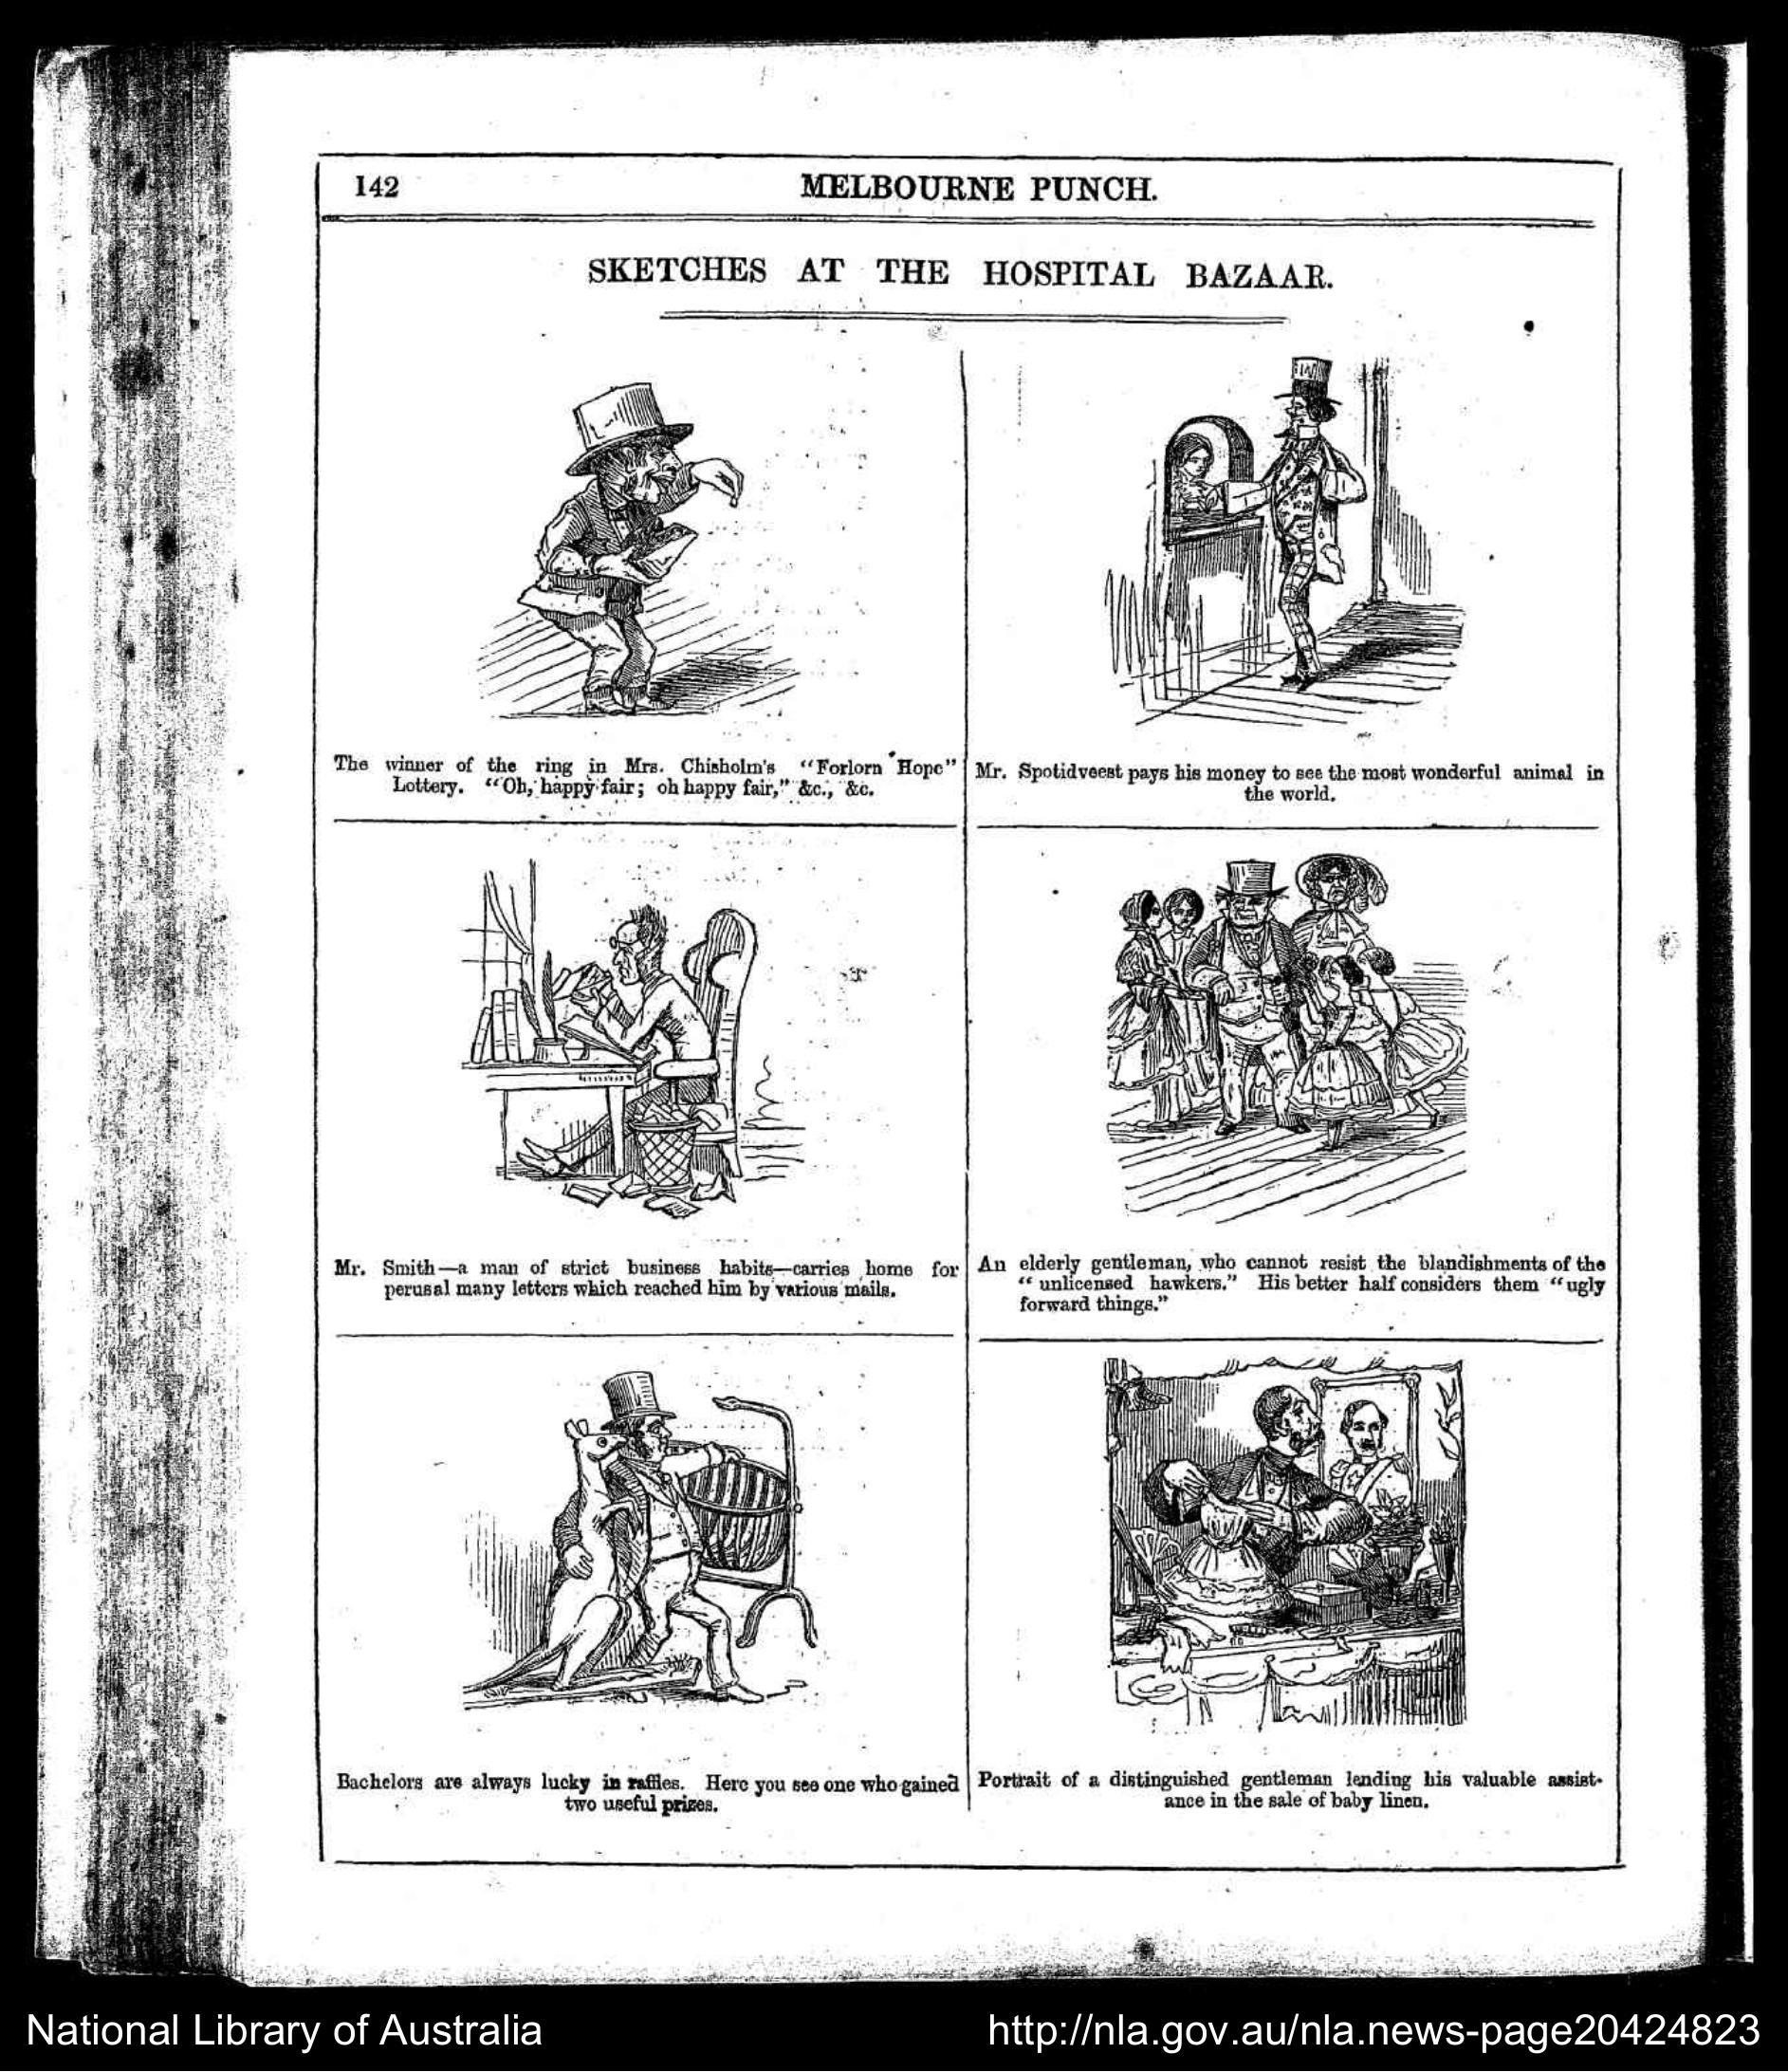 142
MELBOURNE PUNCH.
SKETCHES AT THE HOSPITAL BAZAAR.
The winner of the ring in Mrs. Chisholm's "Forlorn Hope"
Lottery. "Oh, happy fair; oh happy fair," &c., &c.
Mr. Spotidveest pays his money to see the most wonderful animal in
the world.
Mr. Smith—a man of strict business habits—carries home for
perusal many letters which reached him by various mails.
An elderly gentleman, who cannot resist the blandishments of the
"unlicensed hawkers." His better half considers them "ugly
forward things."
Bachelors are always lucky in raffles. Here you see one who gained
two useful prizes.
Portrait of a distinguished gentleman lending his valuable assist-
ance in the sale of baby linen.
National Library of Australia
http://nla.gov.au/nla.news-page20424823